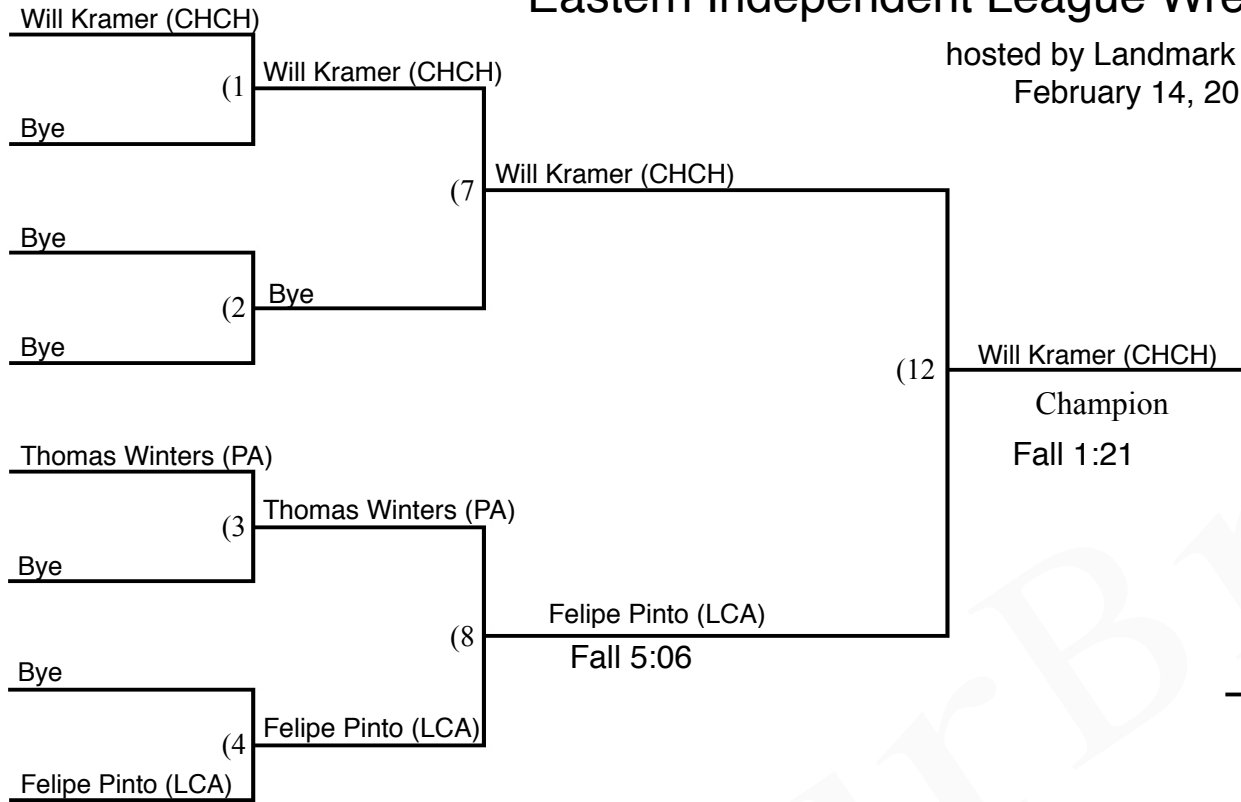 Eastern Independent League
hosted by Landmark
February 14, 20
Will Kramer (CHCH)
(1
Will Kramer (CHCH)
Bye
(7
Will Kramer (CHCH)
Bye
(2
Bye
Bye
(12
Will Kramer (CHCH)
Champion
Fall 1:21
Thomas Winters (PA)
(3
Thomas Winters (PA)
Bye
(8
Felipe Pinto (LCA)
Fall 5:06
Bye
(4
Felipe Pinto (LCA)
Felipe Pinto (LCA)